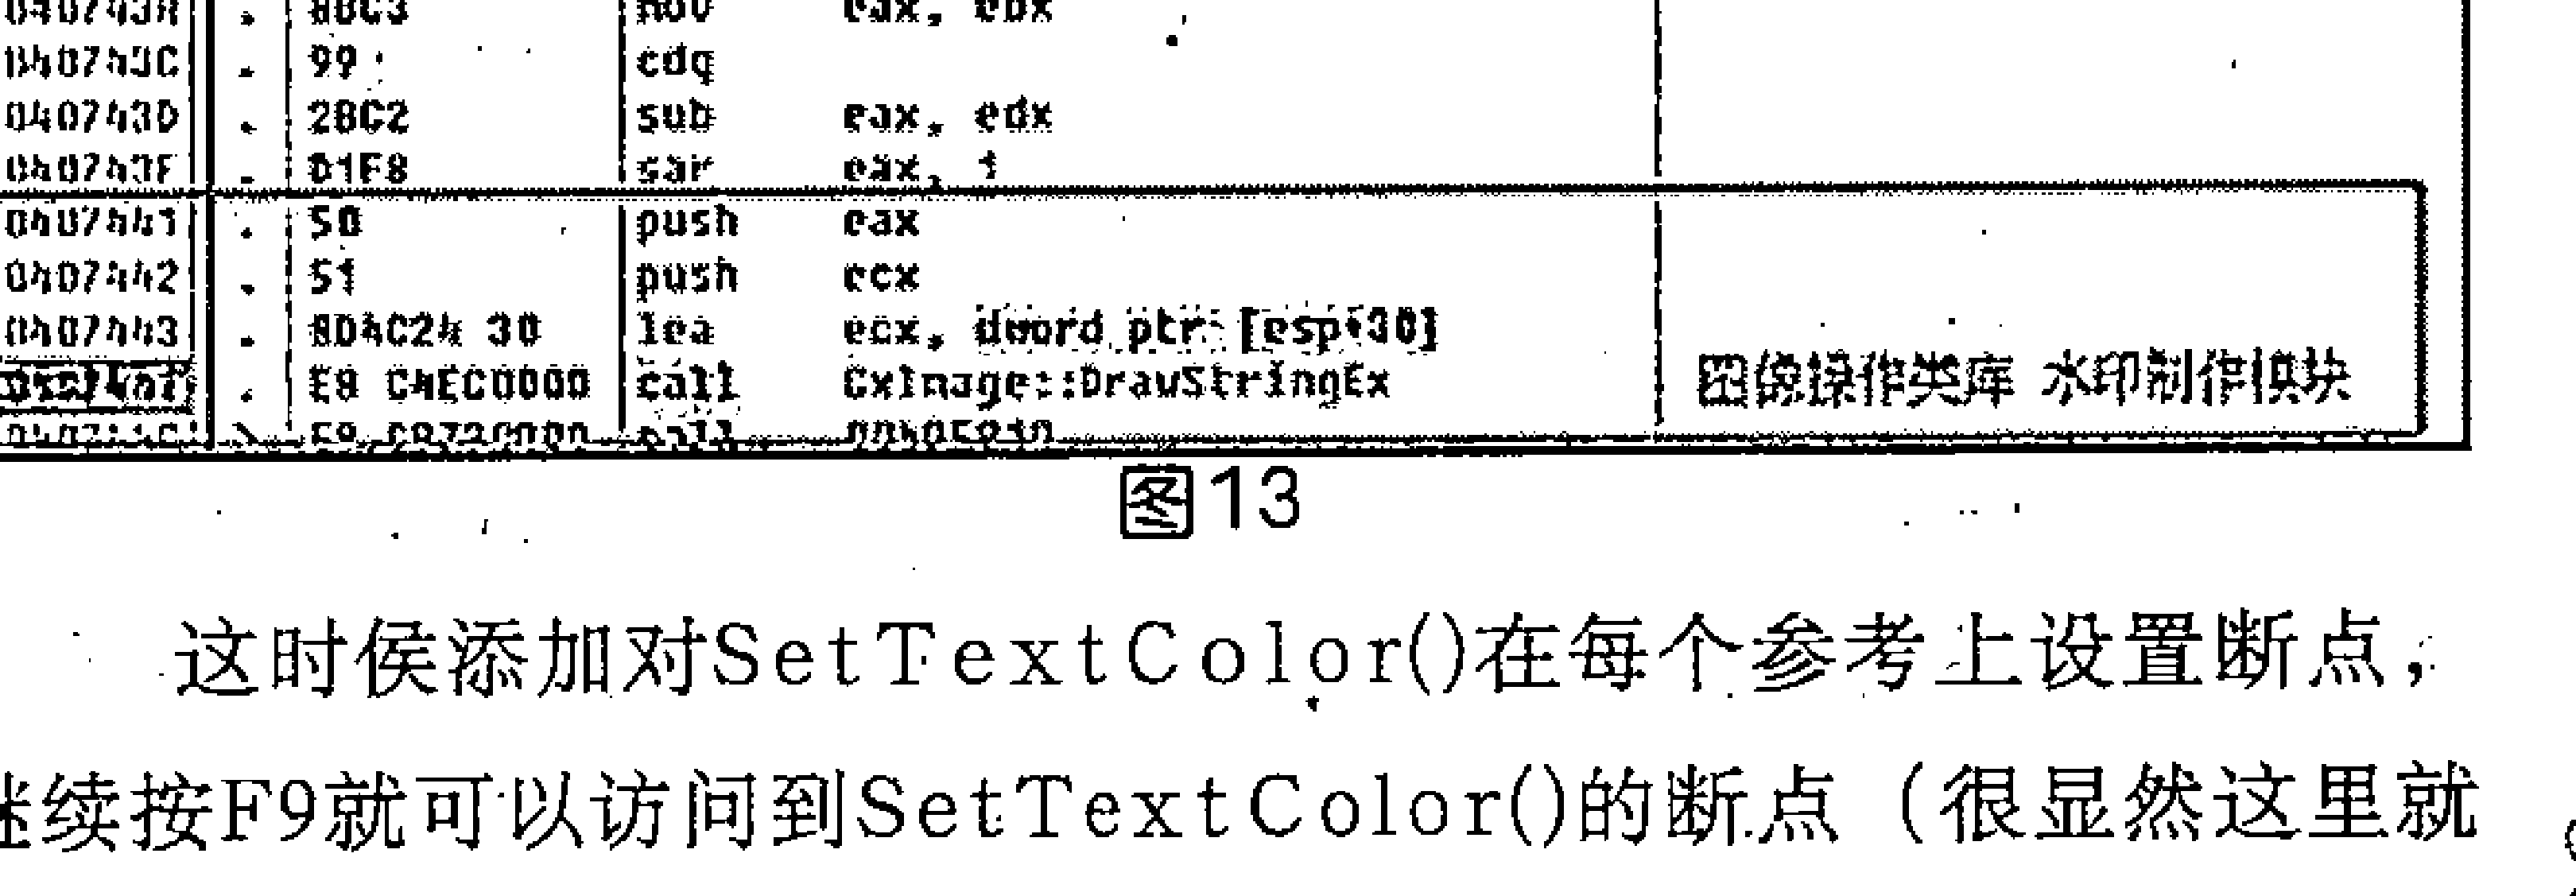 mov eax, ebx
. 99 cdq
040743D . 2BC2 sub eax, edx
040743F . D1F8 sar eax, 1
0407441 . 50 push eax
0407442 . 51 push ecx
0407443 . 8D4C24 30 lea ecx, dword ptr [esp+30]
. E8 C4EC0000 call CxImage::DrawStringEx 图像操作类库 水印制作模块
call
图13
这时侯添加对SetTextColor()在每个参考上设置断点，
继续按F9就可以访问到SetTextColor()的断点（很显然这里就